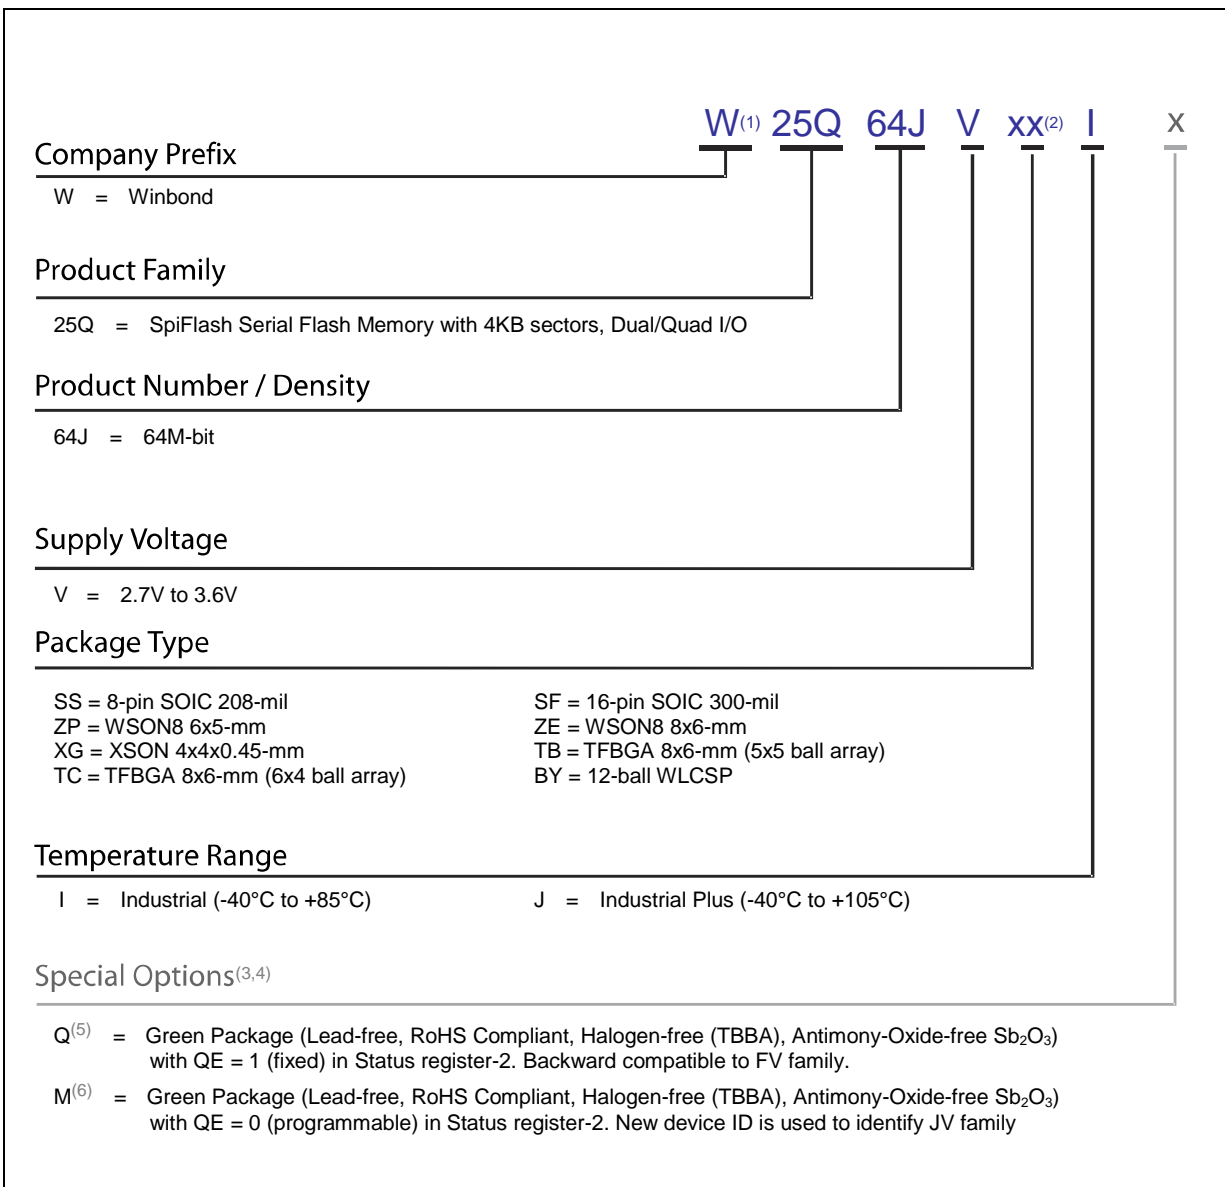 W(1) 25Q 64J V xx(2) I x
Company Prefix
W = Winbond
Product Family
25Q = SpiFlash Serial Flash Memory with 4KB sectors, Dual/Quad I/O
Product Number / Density
64J = 64M-bit
Supply Voltage
V = 2.7V to 3.6V
Package Type
SS = 8-pin SOIC 208-mil SF = 16-pin SOIC 300-mil
ZP = WSON8 6x5-mm ZE = WSON8 8x6-mm
XG = XSON 4x4x0.45-mm TB = TFBGA 8x6-mm (5x5 ball array)
TC = TFBGA 8x6-mm (6x4 ball array) BY = 12-ball WLCSP
Temperature Range
I = Industrial (-40°C to +85°C) J = Industrial Plus (-40°C to +105°C)
Special Options(3,4)
Q(5) = Green Package (Lead-free, RoHS Compliant, Halogen-free (TBBA), Antimony-Oxide-free Sb₂O₃)
with QE = 1 (fixed) in Status register-2. Backward compatible to FV family.
M(6) = Green Package (Lead-free, RoHS Compliant, Halogen-free (TBBA), Antimony-Oxide-free Sb₂O₃)
with QE = 0 (programmable) in Status register-2. New device ID is used to identify JV family